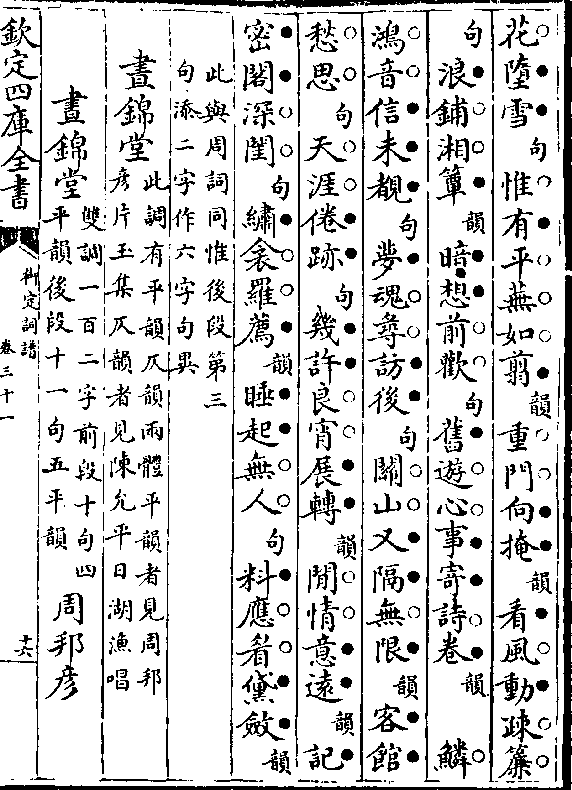 花墮雪句惟有平蕪如翦韻重門向掩韻看風動疎簾
句浪鋪湘簟韻暗想前歡句舊遊心事寄詩卷韻鱗
鴻音信未覩句夢魂尋訪後句關山又隔無限韻客館
愁思句天涯倦跡句幾許良宵展轉韻閒情意遠韻記
密閣深閨句繡衾羅薦韻睡起無人句料應眉黛斂韻
此與周詞同惟後段第三
句添二字作六字句異
晝錦堂此調有平韻仄韻兩體平韻者見周邦
彥片玉集仄韻者見陳允平日湖漁唱
晝錦堂雙調一百二字前段十句四
平韻後段十一句五平韻周邦彥
欽定四庫全書
御定詞譜
卷三十一
十六